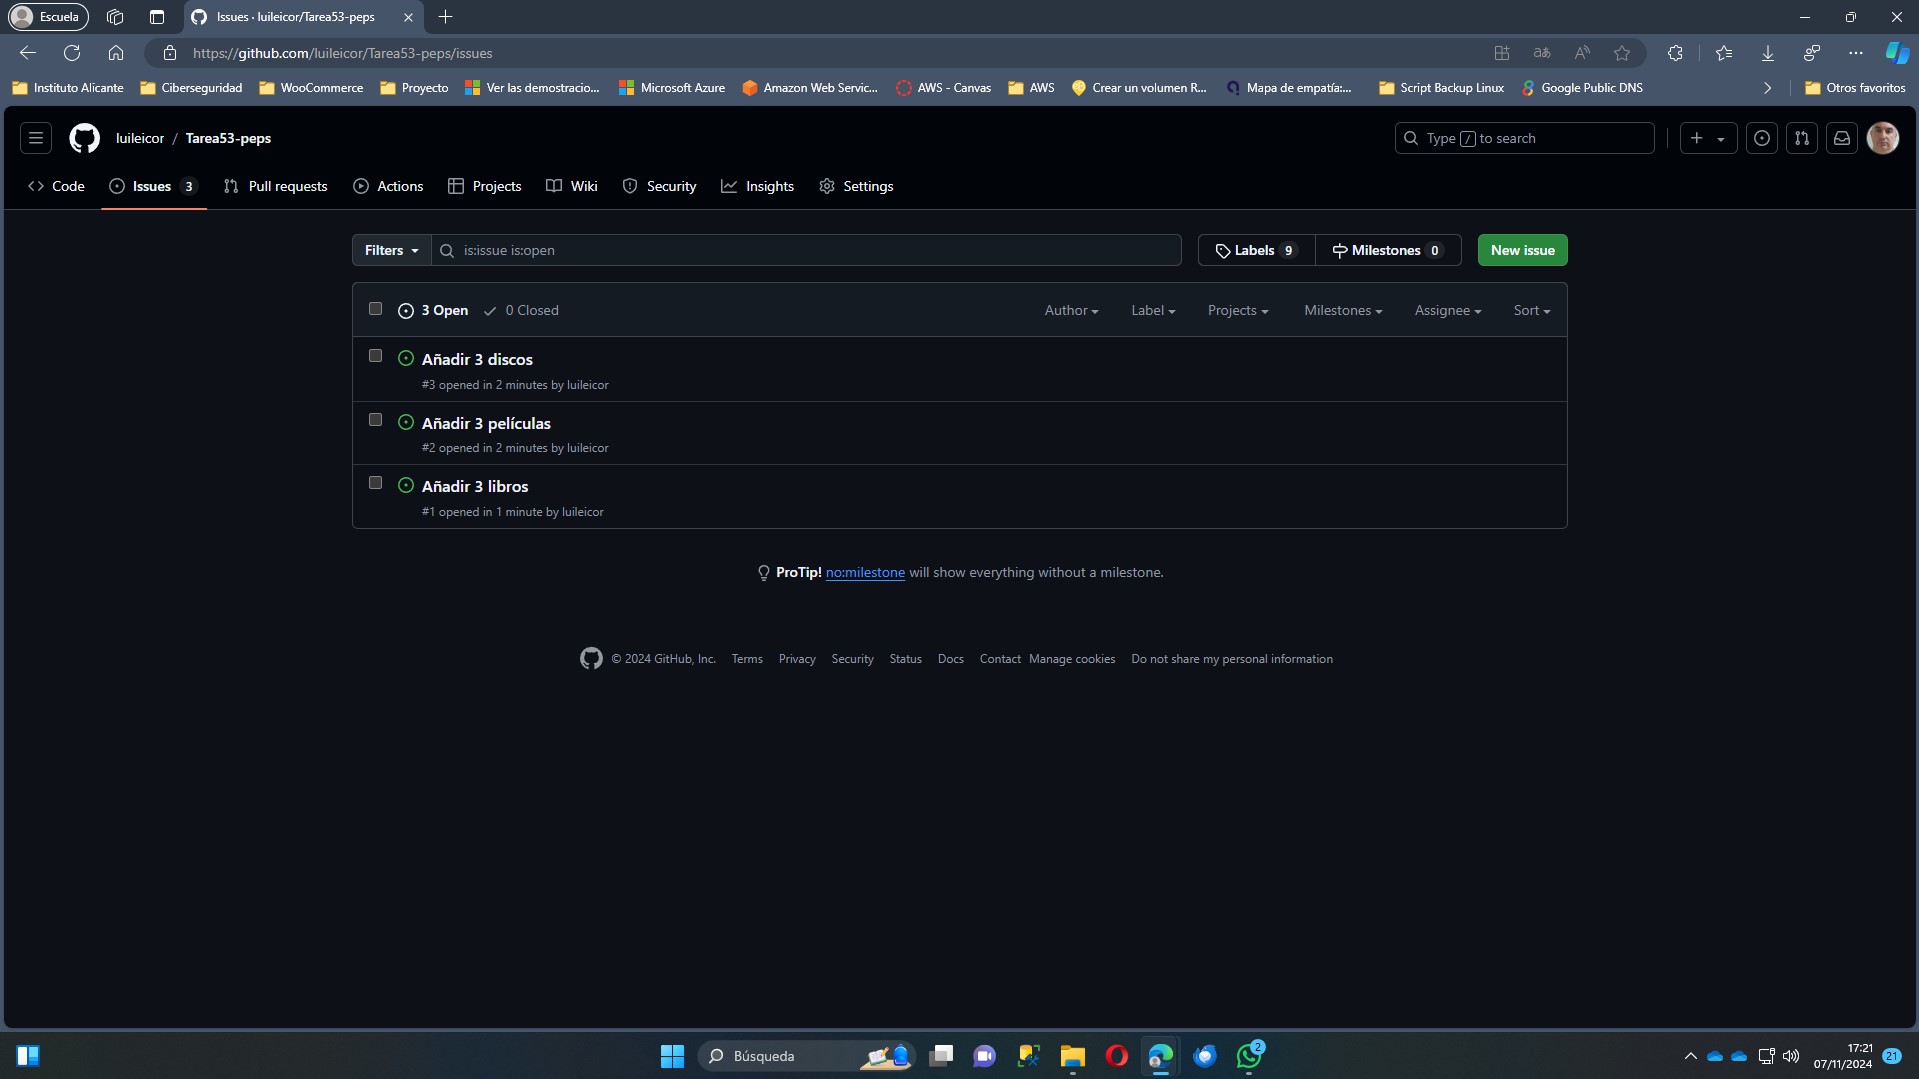 Escuela
Issues · luileicor/Tarea53-peps
https://github.com/luileicor/Tarea53-peps/issues
Instituto Alicante
Ciberseguridad
WooCommerce
Proyecto
Ver las demostracio...
Microsoft Azure
Amazon Web Servic...
AWS - Canvas
AWS
Crear un volumen R...
Mapa de empatía:...
Script Backup Linux
Google Public DNS
Otros favoritos
luileicor / Tarea53-peps
Type / to search
Code
Issues 3
Pull requests
Actions
Projects
Wiki
Security
Insights
Settings
Filters
is:issue is:open
Labels 9
Milestones 0
New issue
3 Open
0 Closed
Author
Label
Projects
Milestones
Assignee
Sort
Añadir 3 discos
#3 opened in 2 minutes by luileicor
Añadir 3 películas
#2 opened in 2 minutes by luileicor
Añadir 3 libros
#1 opened in 1 minute by luileicor
ProTip! no:milestone will show everything without a milestone.
© 2024 GitHub, Inc.
Terms
Privacy
Security
Status
Docs
Contact
Manage cookies
Do not share my personal information
Búsqueda
2
17:21
07/11/2024
21